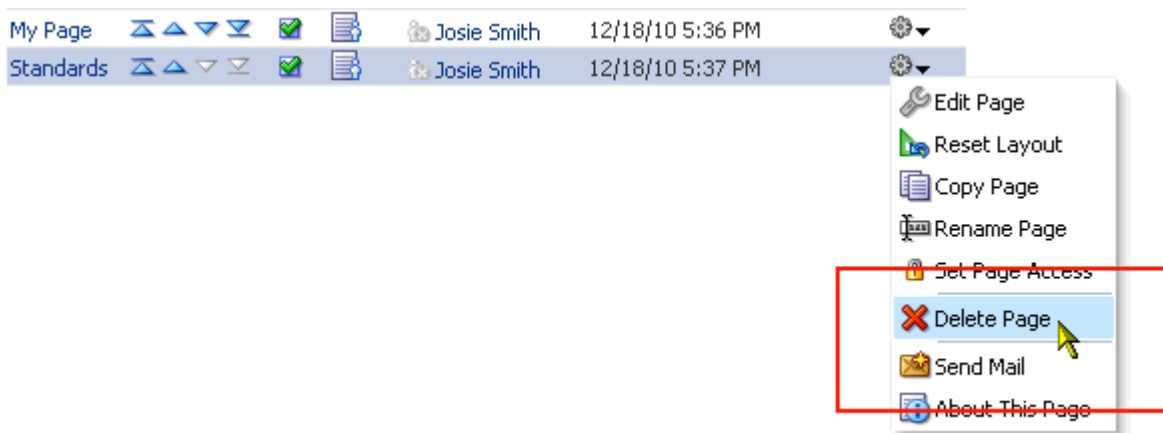 My Page Josie Smith 12/18/10 5:36 PM
Standards Josie Smith 12/18/10 5:37 PM
Edit Page
Reset Layout
Copy Page
Rename Page
Set Page Access
Delete Page
Send Mail
About This Page